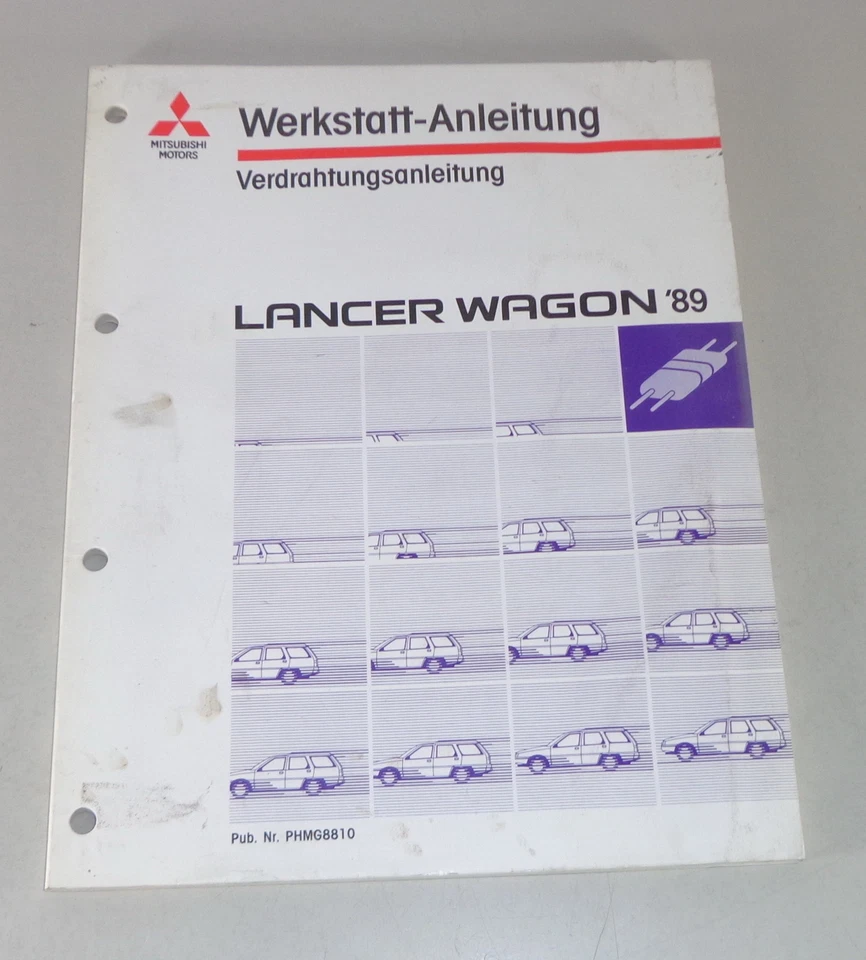 MITSUBISHI
MOTORS
Werkstatt-Anleitung
Verdrahtungsanleitung
LANCER WAGON '89
Pub. Nr. PHMG8810